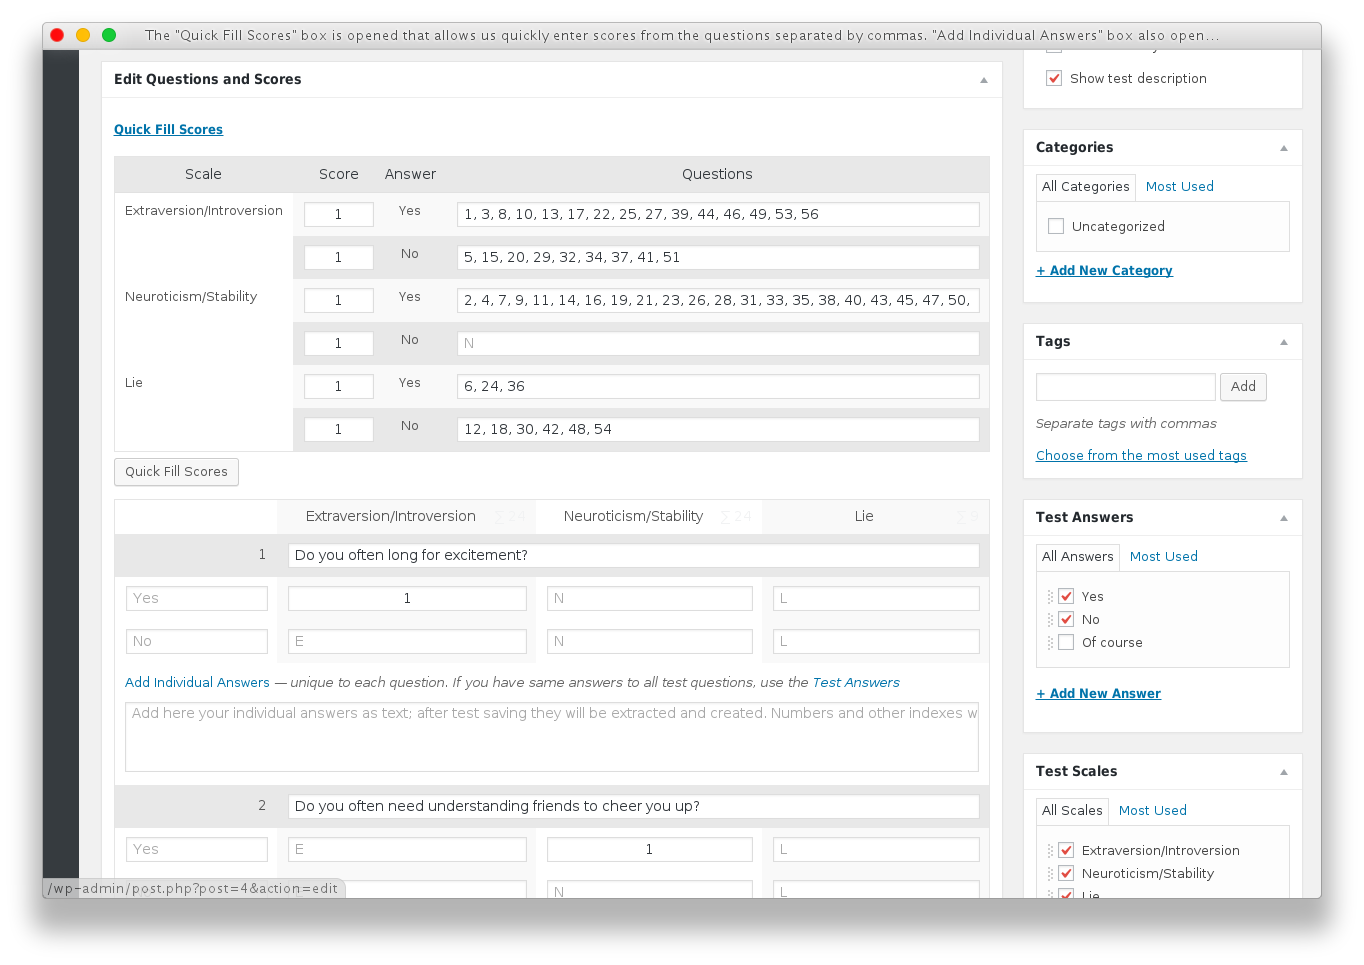 The "Quick Fill Scores" box is opened that allows us quickly enter scores from the questions separated by commas. "Add Individual Answers" box also open...
Edit Questions and Scores
Quick Fill Scores
Scale Score Answer Questions
Extraversion/Introversion 1 Yes 1, 3, 8, 10, 13, 17, 22, 25, 27, 39, 44, 46, 49, 53, 56
1 No 5, 15, 20, 29, 32, 34, 37, 41, 51
Neuroticism/Stability 1 Yes 2, 4, 7, 9, 11, 14, 16, 19, 21, 23, 26, 28, 31, 33, 35, 38, 40, 43, 45, 47, 50,
1 No N
Lie 1 Yes 6, 24, 36
1 No 12, 18, 30, 42, 48, 54
Quick Fill Scores
Extraversion/Introversion ∑ 24 Neuroticism/Stability ∑ 24 Lie ∑ 9
1 Do you often long for excitement?
Yes 1 N L
No E N L
Add Individual Answers — unique to each question. If you have same answers to all test questions, use the Test Answers
Add here your individual answers as text; after test saving they will be extracted and created. Numbers and other indexes w
2 Do you often need understanding friends to cheer you up?
Yes E 1 L
N L
/wp-admin/post.php?post=4&action=edit
Show test description
Categories
All Categories Most Used
Uncategorized
+ Add New Category
Tags
Add
Separate tags with commas
Choose from the most used tags
Test Answers
All Answers Most Used
Yes
No
Of course
+ Add New Answer
Test Scales
All Scales Most Used
Extraversion/Introversion
Neuroticism/Stability
Lie